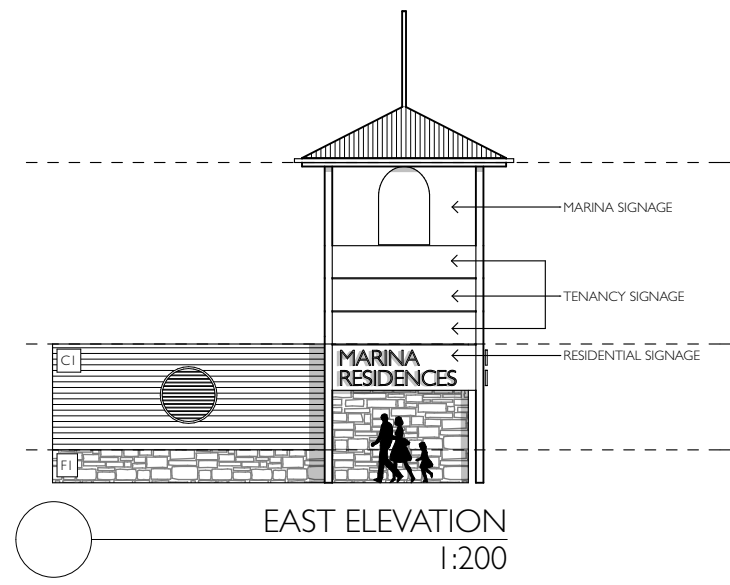 MARINA SIGNAGE
TENANCY SIGNAGE
RESIDENTIAL SIGNAGE
C1
MARINA
RESIDENCES
F1
EAST ELEVATION
1:200